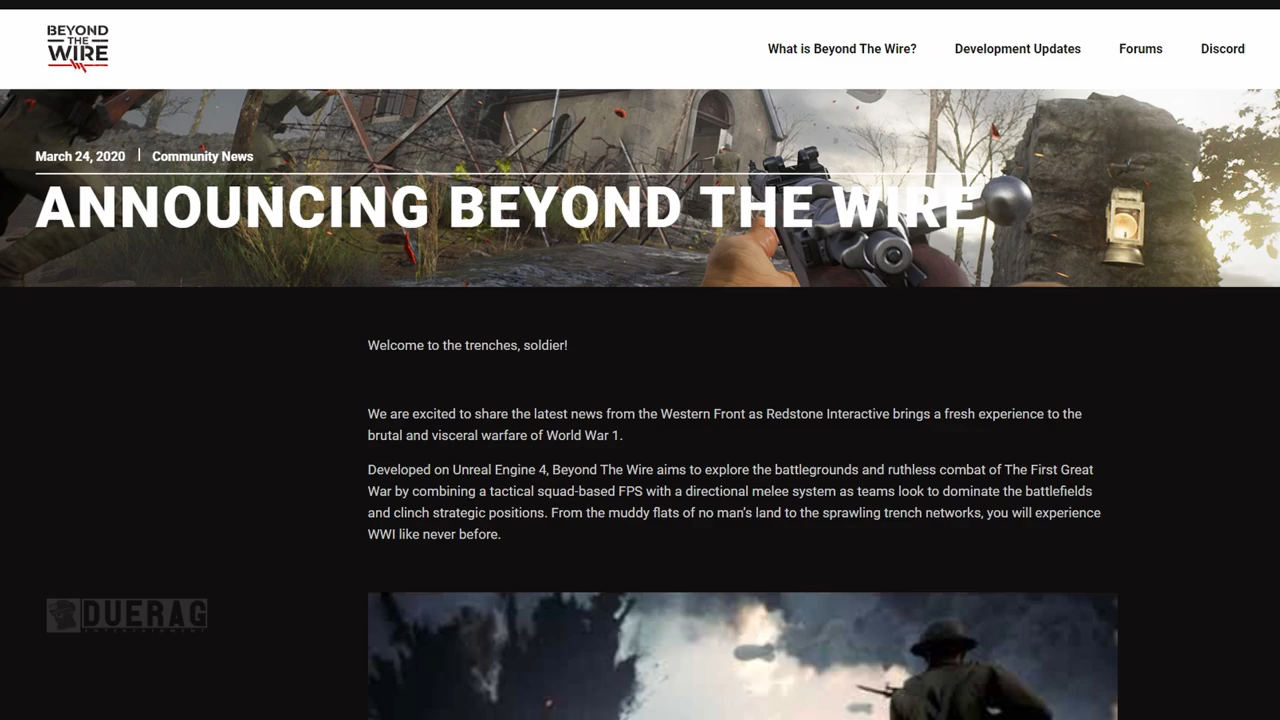 BEYOND
THE
WIRE
What is Beyond The Wire?
Development Updates
Forums
Discord
March 24, 2020
Community News
ANNOUNCING BEYOND THE WIRE
Welcome to the trenches, soldier!
We are excited to share the latest news from the Western Front as Redstone Interactive brings a fresh experience to the
brutal and visceral warfare of World War 1.
Developed on Unreal Engine 4, Beyond The Wire aims to explore the battlegrounds and ruthless combat of The First Great
War by combining a tactical squad-based FPS with a directional melee system as teams look to dominate the battlefields
and clinch strategic positions. From the muddy flats of no man's land to the sprawling trench networks, you will experience
WWI like never before.
DUERAG
ENTERTAINMENT